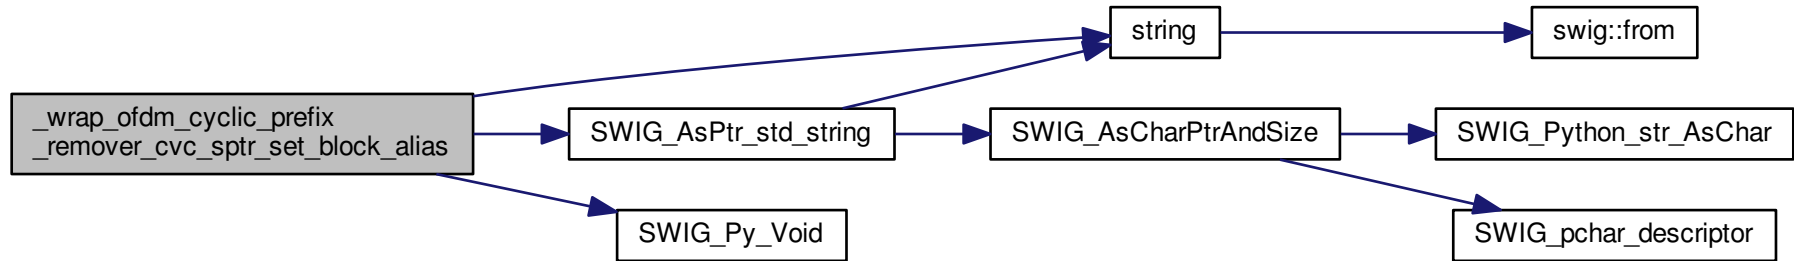 string
swig::from
_wrap_ofdm_cyclic_prefix
_remover_cvc_sptr_set_block_alias
SWIG_AsPtr_std_string
SWIG_AsCharPtrAndSize
SWIG_Python_str_AsChar
SWIG_Py_Void
SWIG_pchar_descriptor